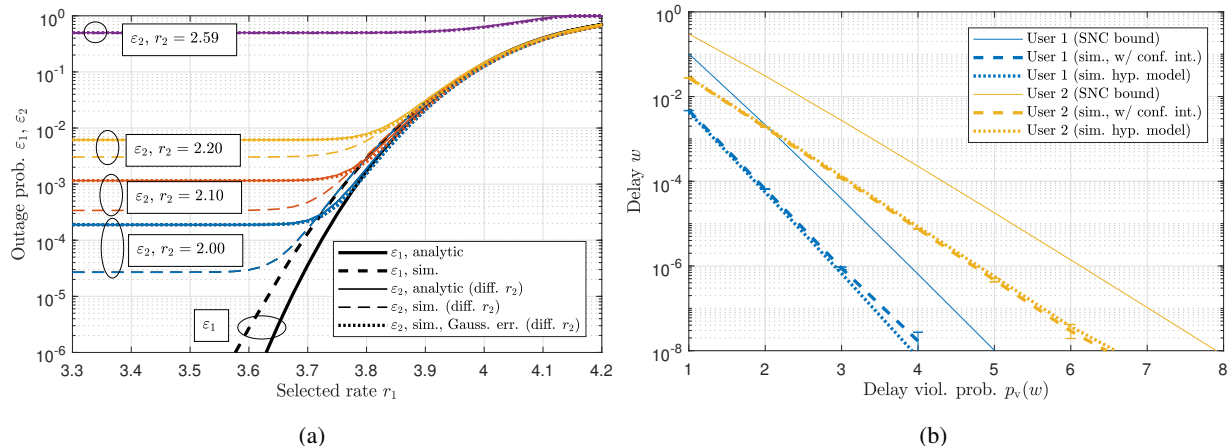 10^0
10^-1
10^-2
10^-3
10^-4
10^-5
10^-6
Outage prob. ε₁, ε₂
3.3 3.4 3.5 3.6 3.7 3.8 3.9 4 4.1 4.2
Selected rate r₁
ε₂, r₂ = 2.59
ε₂, r₂ = 2.20
ε₂, r₂ = 2.10
ε₂, r₂ = 2.00
ε₁
ε₁, analytic
ε₁, sim.
ε₂, analytic (diff. r₂)
ε₂, sim. (diff. r₂)
ε₂, sim., Gauss. err. (diff. r₂)
(a)
10^0
10^-2
10^-4
10^-6
10^-8
Delay w
1 2 3 4 5 6 7 8
Delay viol. prob. p_v(w)
User 1 (SNC bound)
User 1 (sim., w/ conf. int.)
User 1 (sim. hyp. model)
User 2 (SNC bound)
User 2 (sim., w/ conf. int.)
User 2 (sim. hyp. model)
(b)